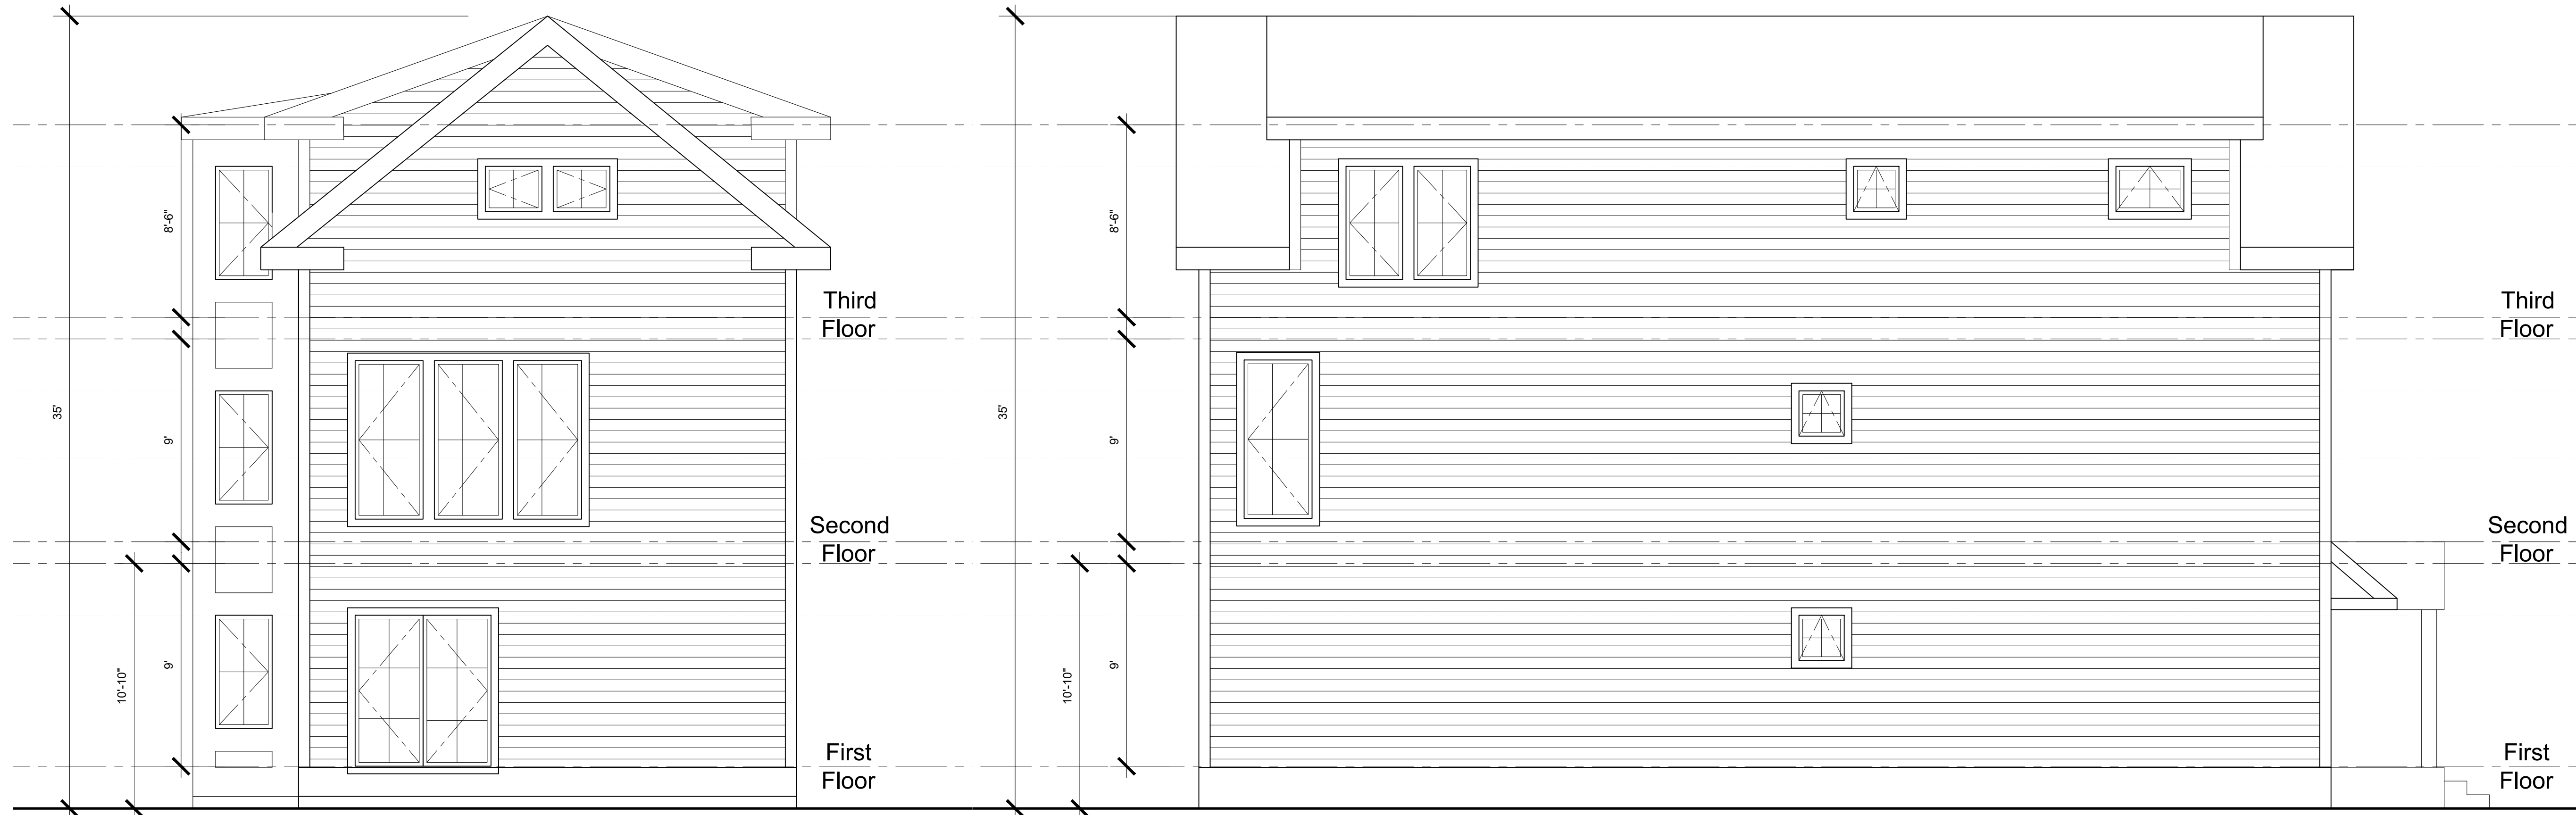 8'-6"
Third
Floor
35'
9'
Second
Floor
10'-10"
9'
First
Floor
8'-6"
Third
Floor
35'
9'
Second
Floor
10'-10"
9'
First
Floor